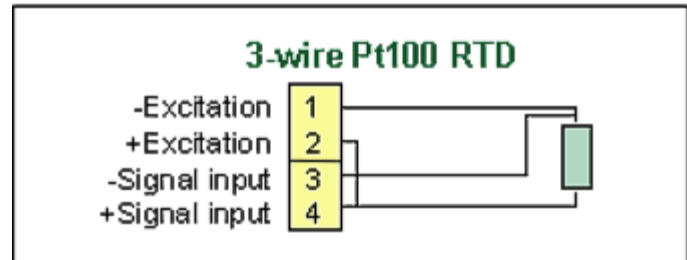 3-wire Pt100 RTD
-Excitation 1
+Excitation 2
-Signal input 3
+Signal input 4